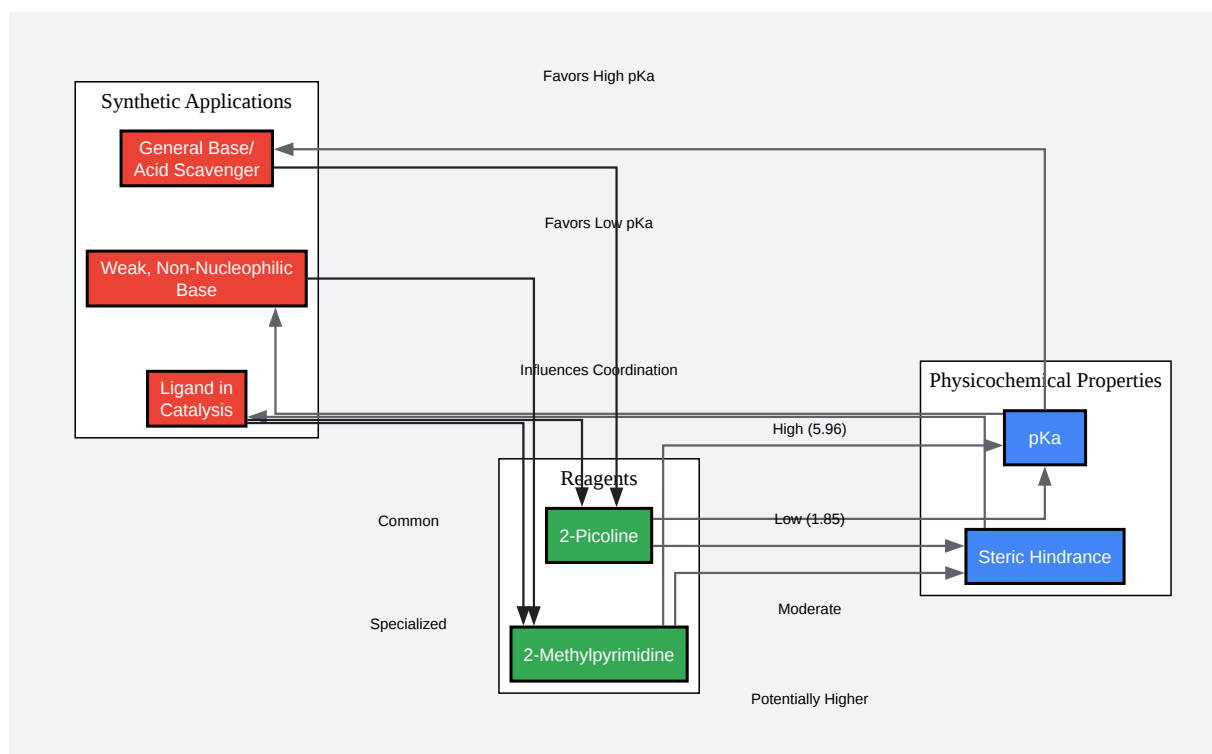 Favors High pKa
Synthetic Applications
General Base/
Acid Scavenger
Favors Low pKa
Weak, Non-Nucleophilic
Base
Influences Coordination
Ligand in
Catalysis
Physicochemical Properties
pKa
High (5.96)
Reagents
Common
Low (1.85)
2-Picoline
Steric Hindrance
Specialized
Moderate
2-Methylpyrimidine
Potentially Higher